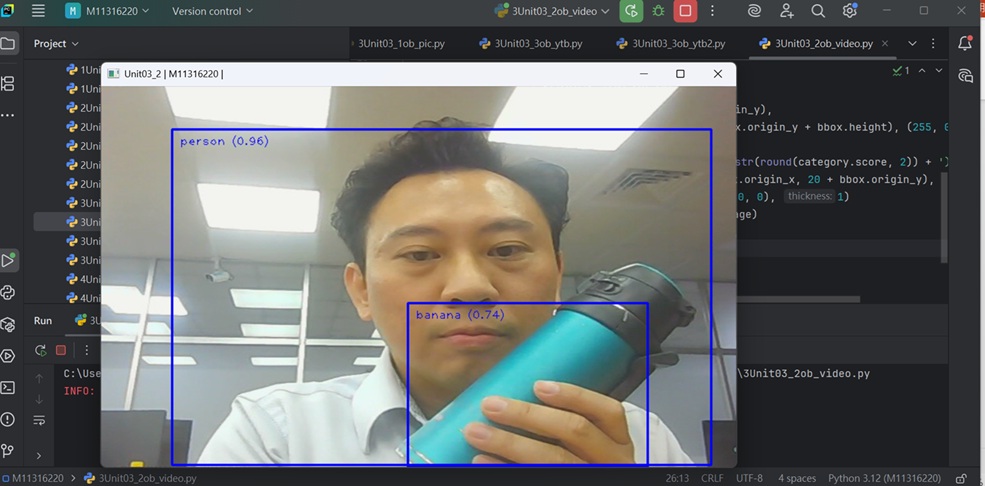 M M11316220
Version control
3Unit03_2ob_video
Project
3Unit03_1ob_pic.py
3Unit03_3ob_ytb.py
3Unit03_3ob_ytb2.py
3Unit03_2ob_video.py
1Uni
1Uni
2Uni
2Uni
2Uni
2Uni
2Uni
3Uni
3Uni
3Uni
3Uni
4Uni
4Uni
Unit03_2 | M11316220 |
person (0.96)
banana (0.74)
1
in_y),
x.origin_y + bbox.height), (255, 0
str(round(category.score, 2)) + ')
.origin_x, 20 + bbox.origin_y),
0, 0), thickness: 1)
age)
Run
3U
C:\Use
\3Unit03_2ob_video.py
INFO:
M11316220 > 3Unit03_2ob_video.py
26:13 CRLF UTF-8 4 spaces Python 3.12 (M11316220)